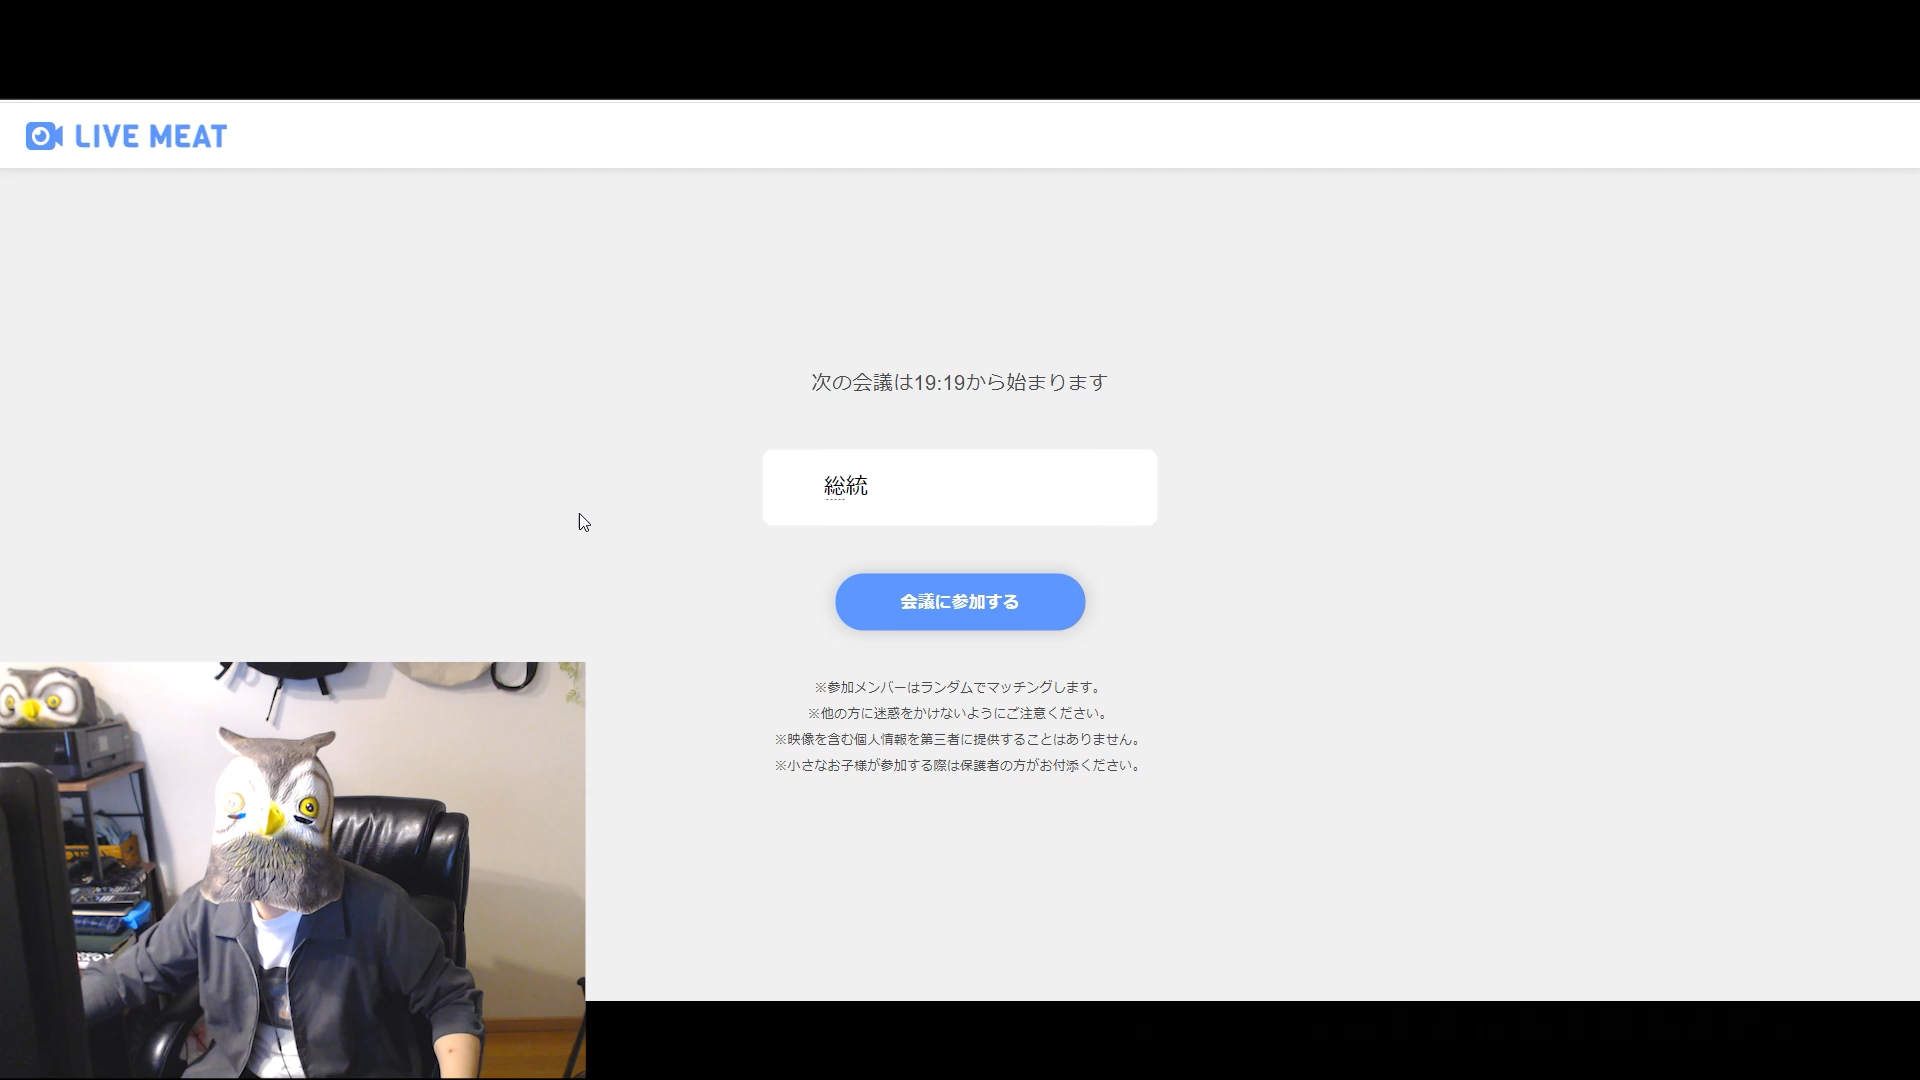 LIVE MEAT
次の会議は19:19から始まります
総統
会議に参加する
※参加メンバーはランダムでマッチングします。
※他の方に迷惑をかけないようにご注意ください。
※映像を含む個人情報を第三者に提供することはありません。
※小さなお子様が参加する際は保護者の方がお付添ください。